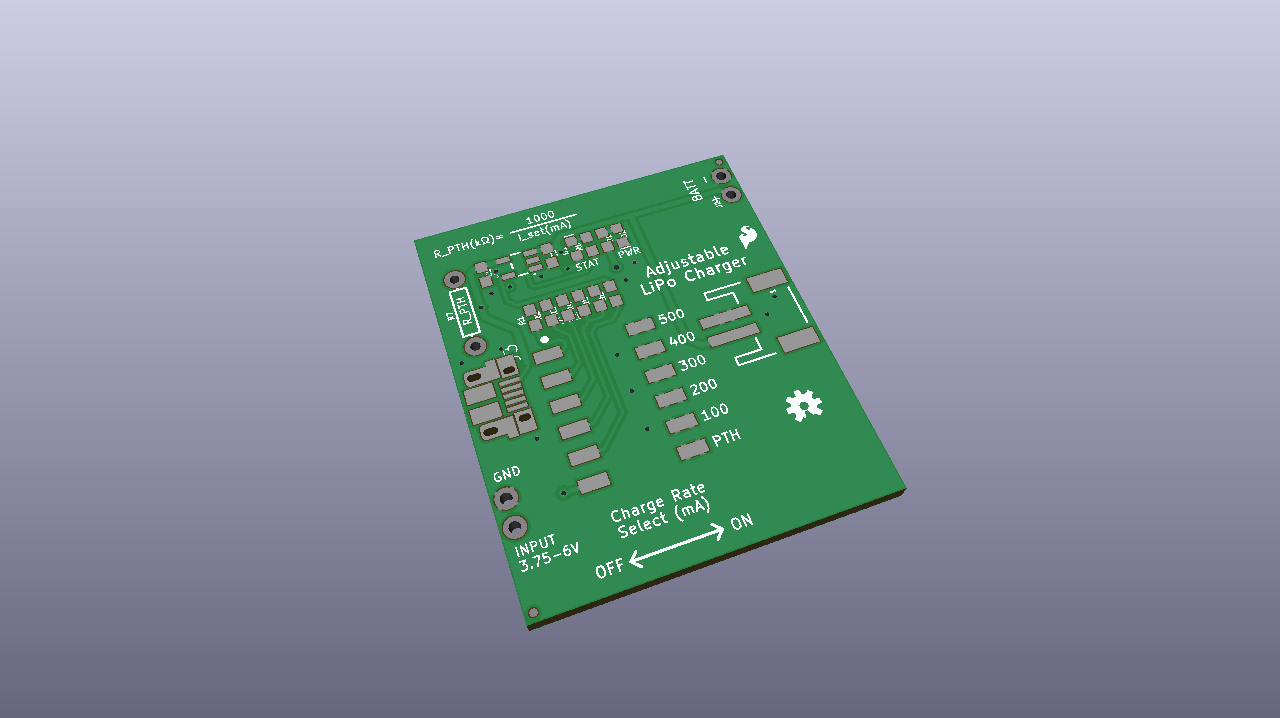 R_PTH(kΩ)=
1000
I_set(mA)
BATT
-
+
STAT
PWR
Adjustable
LiPo Charger
R_PTH
500
400
300
200
100
PTH
GND
INPUT
3.75-6V
Charge Rate
Select (mA)
OFF
ON